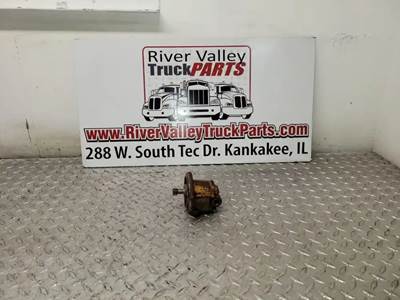 River Valley
TruckPARTS
www.RiverValleyTruckParts.com
288 W. South Tec Dr. Kankakee, IL